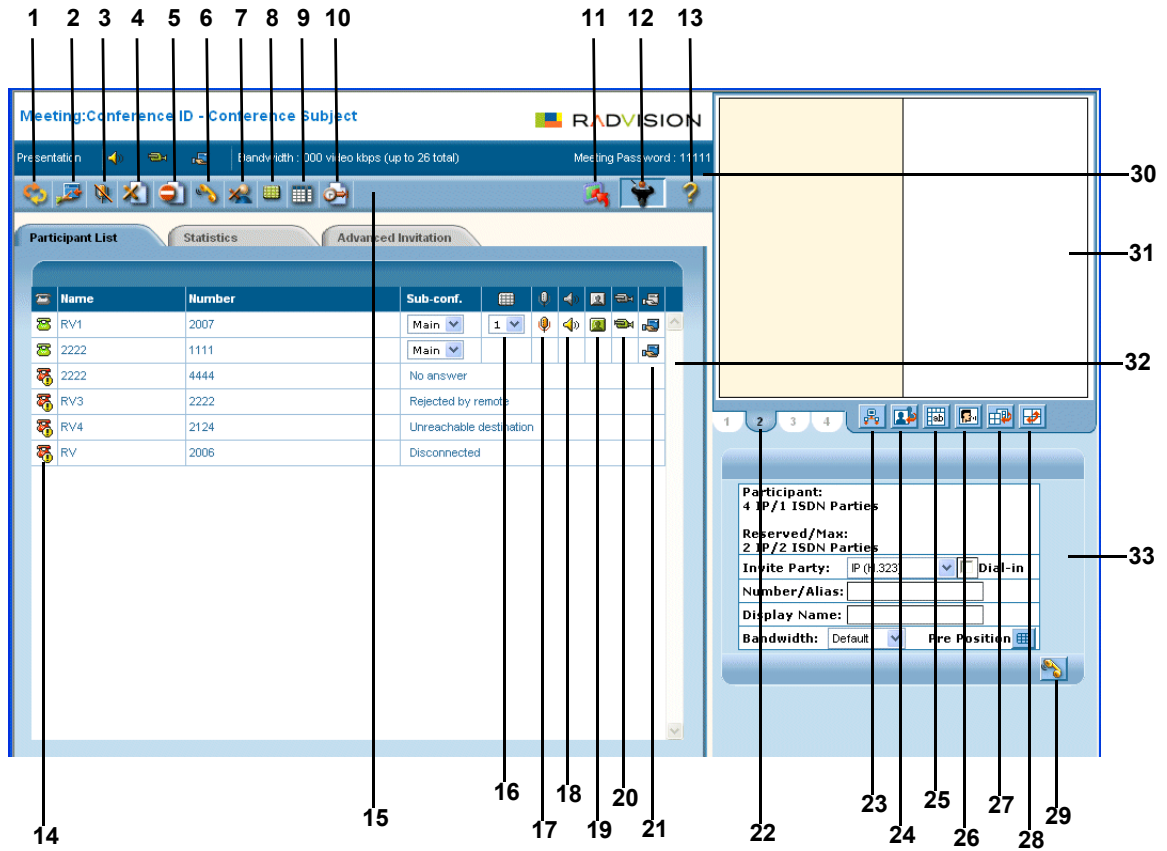 1 2 3 4 5 6 7 8 9 10 11 12 13
Meeting:Conference ID - Conference Subject
RADVISION
Presentation Bandwidth : 000 video kbps (up to 26 total) Meeting Password : 11111
30
Participant List Statistics Advanced Invitation
31
Name Number Sub-conf.
RV1 2007 Main 1
2222 1111 Main
32
2222 4444 No answer
RV3 2222 Rejected by remote
RV4 2124 Unreachable destination
RV 2006 Disconnected
1 2 3 4
ab
Participant:
4 IP/1 ISDN Parties
Reserved/Max:
2 IP/2 ISDN Parties
33
Invite Party: IP (H.323) Dial-in
Number/Alias:
Display Name:
Bandwidth: Default Pre Position
14 15 16 17 18 19 20 21 22 23 24 25 26 27 28 29